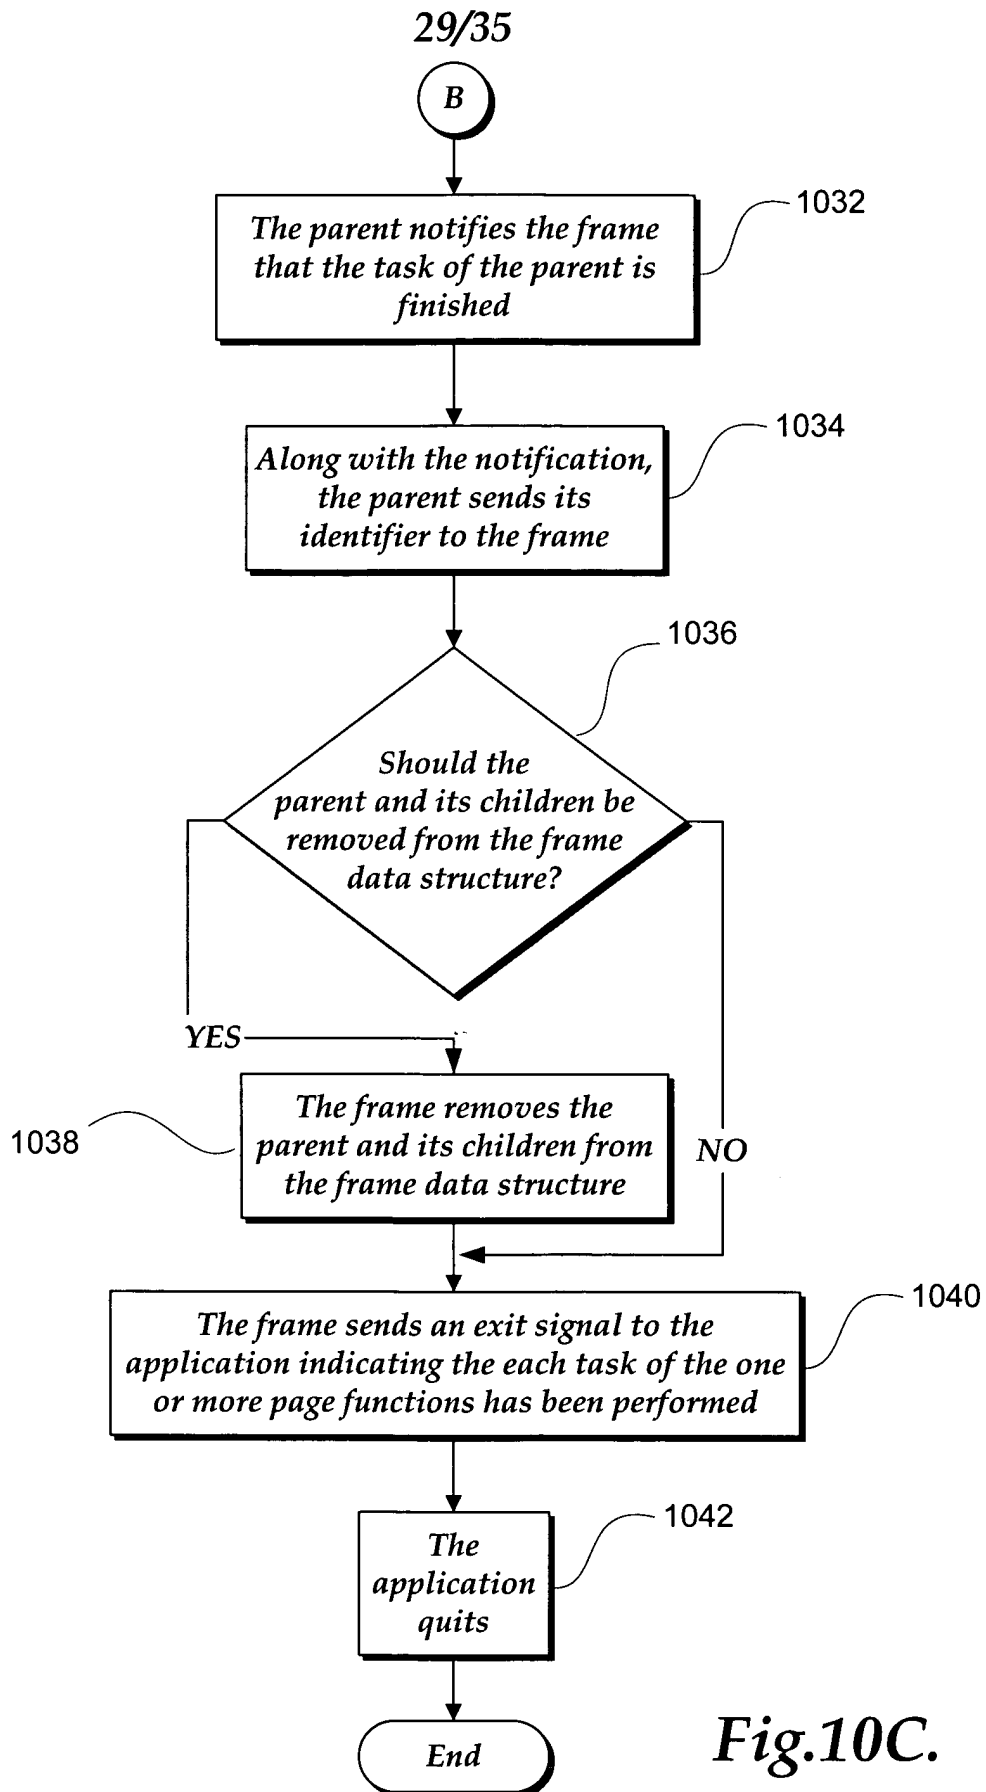 29/35
B
The parent notifies the frame
that the task of the parent is
finished
1032
Along with the notification,
the parent sends its
identifier to the frame
1034
Should the
parent and its children be
removed from the frame
data structure?
1036
YES
The frame removes the
parent and its children from
the frame data structure
1038
NO
The frame sends an exit signal to the
application indicating the each task of the one
or more page functions has been performed
1040
The
application
quits
1042
End
Fig.10C.